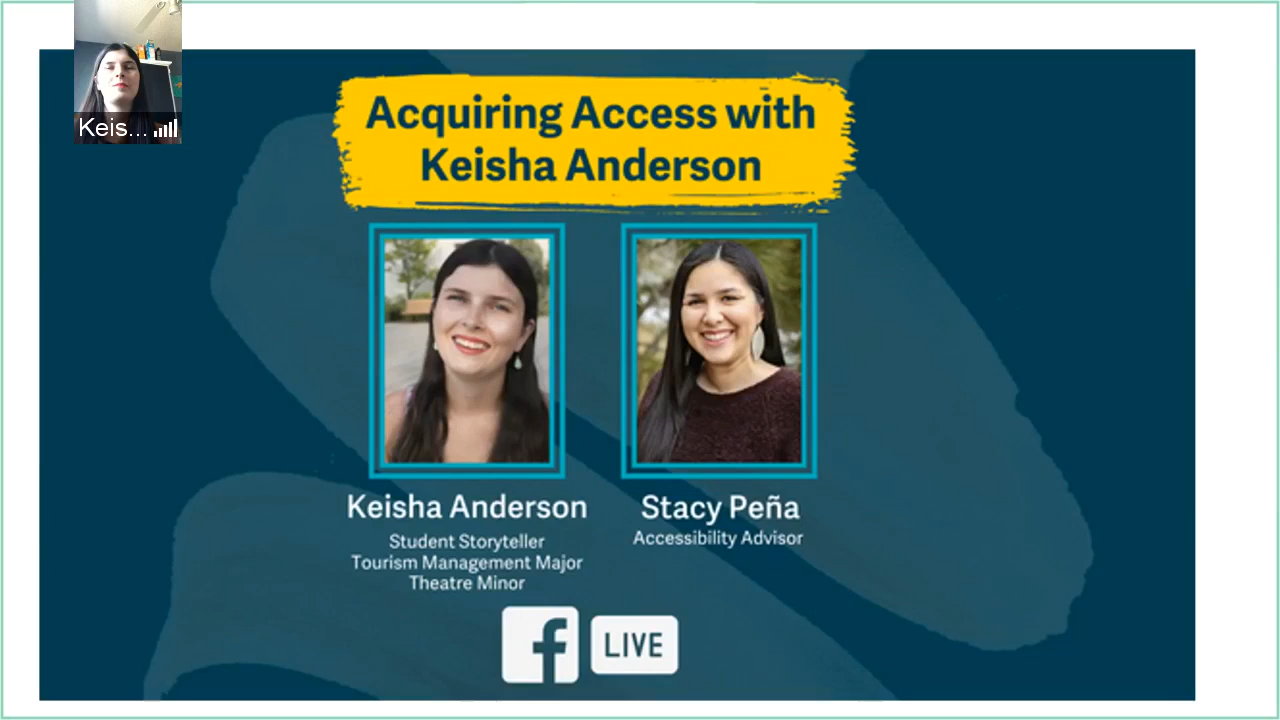 Keis...
Acquiring Access with
Keisha Anderson
Keisha Anderson
Student Storyteller
Tourism Management Major
Theatre Minor
Stacy Peña
Accessibility Advisor
f
LIVE